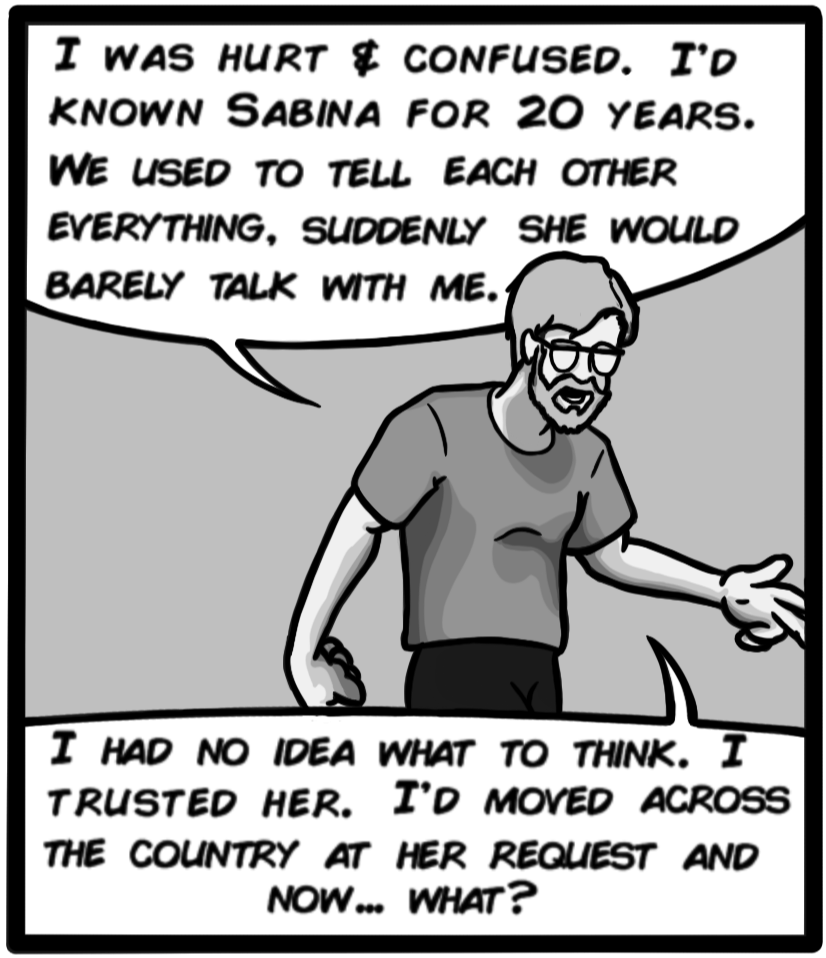 I WAS HURT & CONFUSED. I'D
KNOWN SABINA FOR 20 YEARS.
WE USED TO TELL EACH OTHER
EVERYTHING, SUDDENLY SHE WOULD
BARELY TALK WITH ME.
I HAD NO IDEA WHAT TO THINK. I
TRUSTED HER. I'D MOVED ACROSS
THE COUNTRY AT HER REQUEST AND
NOW... WHAT?